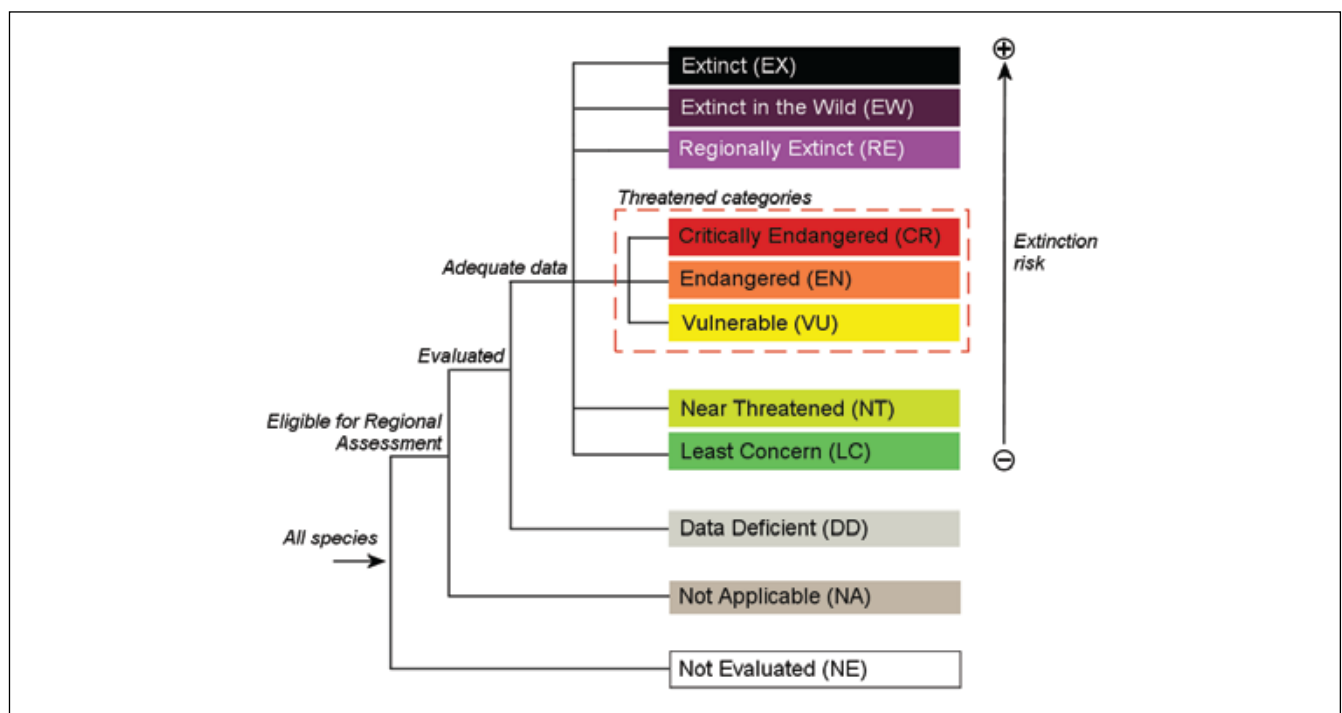 Extinct (EX)
Extinct in the Wild (EW)
Regionally Extinct (RE)
Threatened categories
Critically Endangered (CR)
Extinction
risk
Adequate data
Endangered (EN)
Vulnerable (VU)
Evaluated
Near Threatened (NT)
Eligible for Regional
Assessment
Least Concern (LC)
Data Deficient (DD)
All species
Not Applicable (NA)
Not Evaluated (NE)